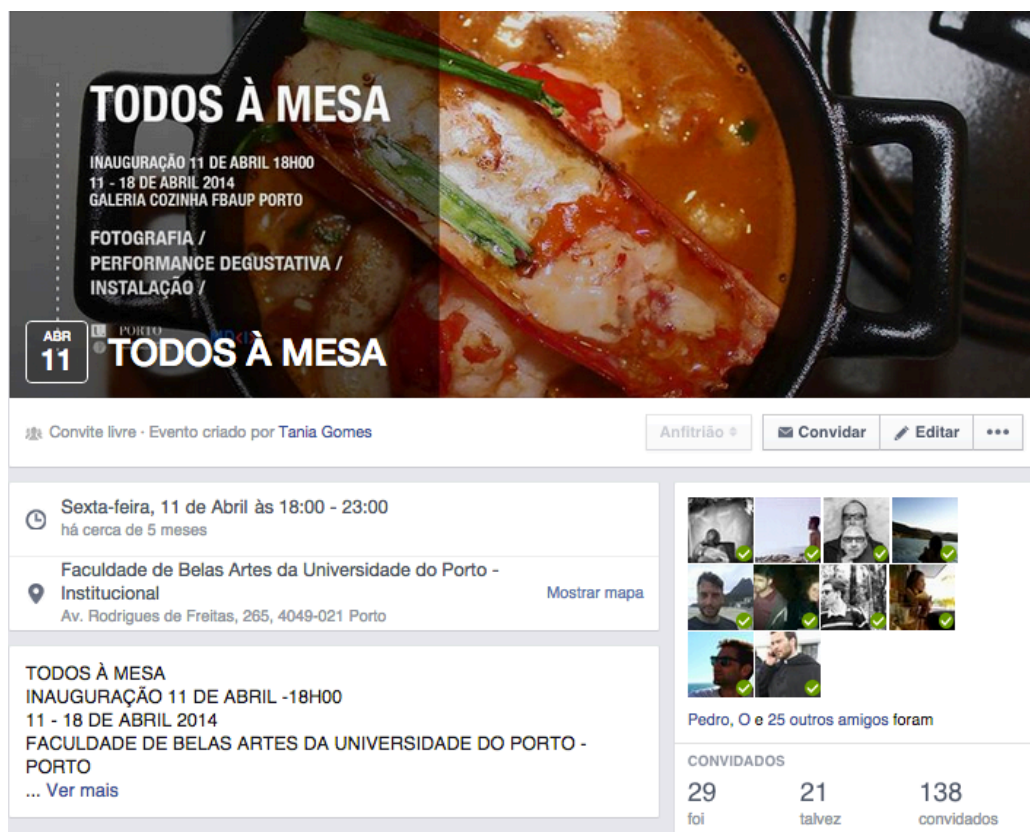 TODOS À MESA
INAUGURAÇÃO 11 DE ABRIL 18H00
11 - 18 DE ABRIL 2014
GALERIA COZINHA FBAUP PORTO
FOTOGRAFIA /
PERFORMANCE DEGUSTATIVA /
INSTALAÇÃO /
PORTO
ABR
11
TODOS À MESA
Convite livre · Evento criado por Tania Gomes
Anfitrião
Convidar
Editar
•••
Sexta-feira, 11 de Abril às 18:00 - 23:00
há cerca de 5 meses
Faculdade de Belas Artes da Universidade do Porto -
Institucional
Mostrar mapa
Av. Rodrigues de Freitas, 265, 4049-021 Porto
TODOS À MESA
INAUGURAÇÃO 11 DE ABRIL -18H00
11 - 18 DE ABRIL 2014
FACULDADE DE BELAS ARTES DA UNIVERSIDADE DO PORTO -
PORTO
... Ver mais
Pedro, O e 25 outros amigos foram
CONVIDADOS
29 21 138
foi talvez convidados